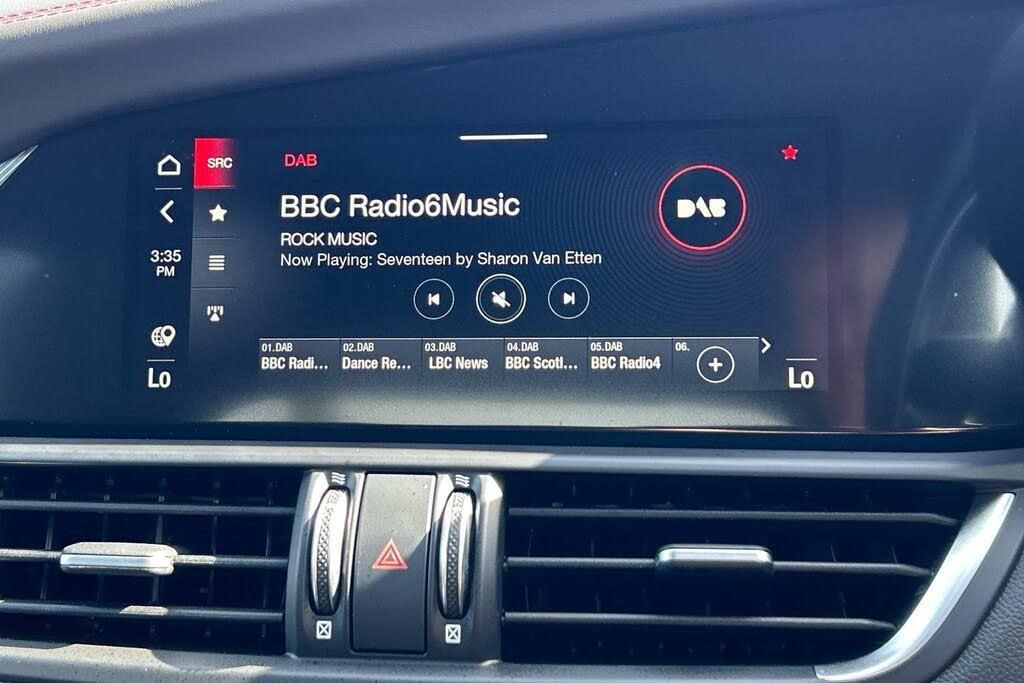 SRC
DAB
BBC Radio6Music
DAB
ROCK MUSIC
Now Playing: Seventeen by Sharon Van Etten
3:35
PM
01.DAB
BBC Radi...
02.DAB
Dance Re...
03.DAB
LBC News
04.DAB
BBC Scotl...
05.DAB
BBC Radio4
06.
Lo
Lo